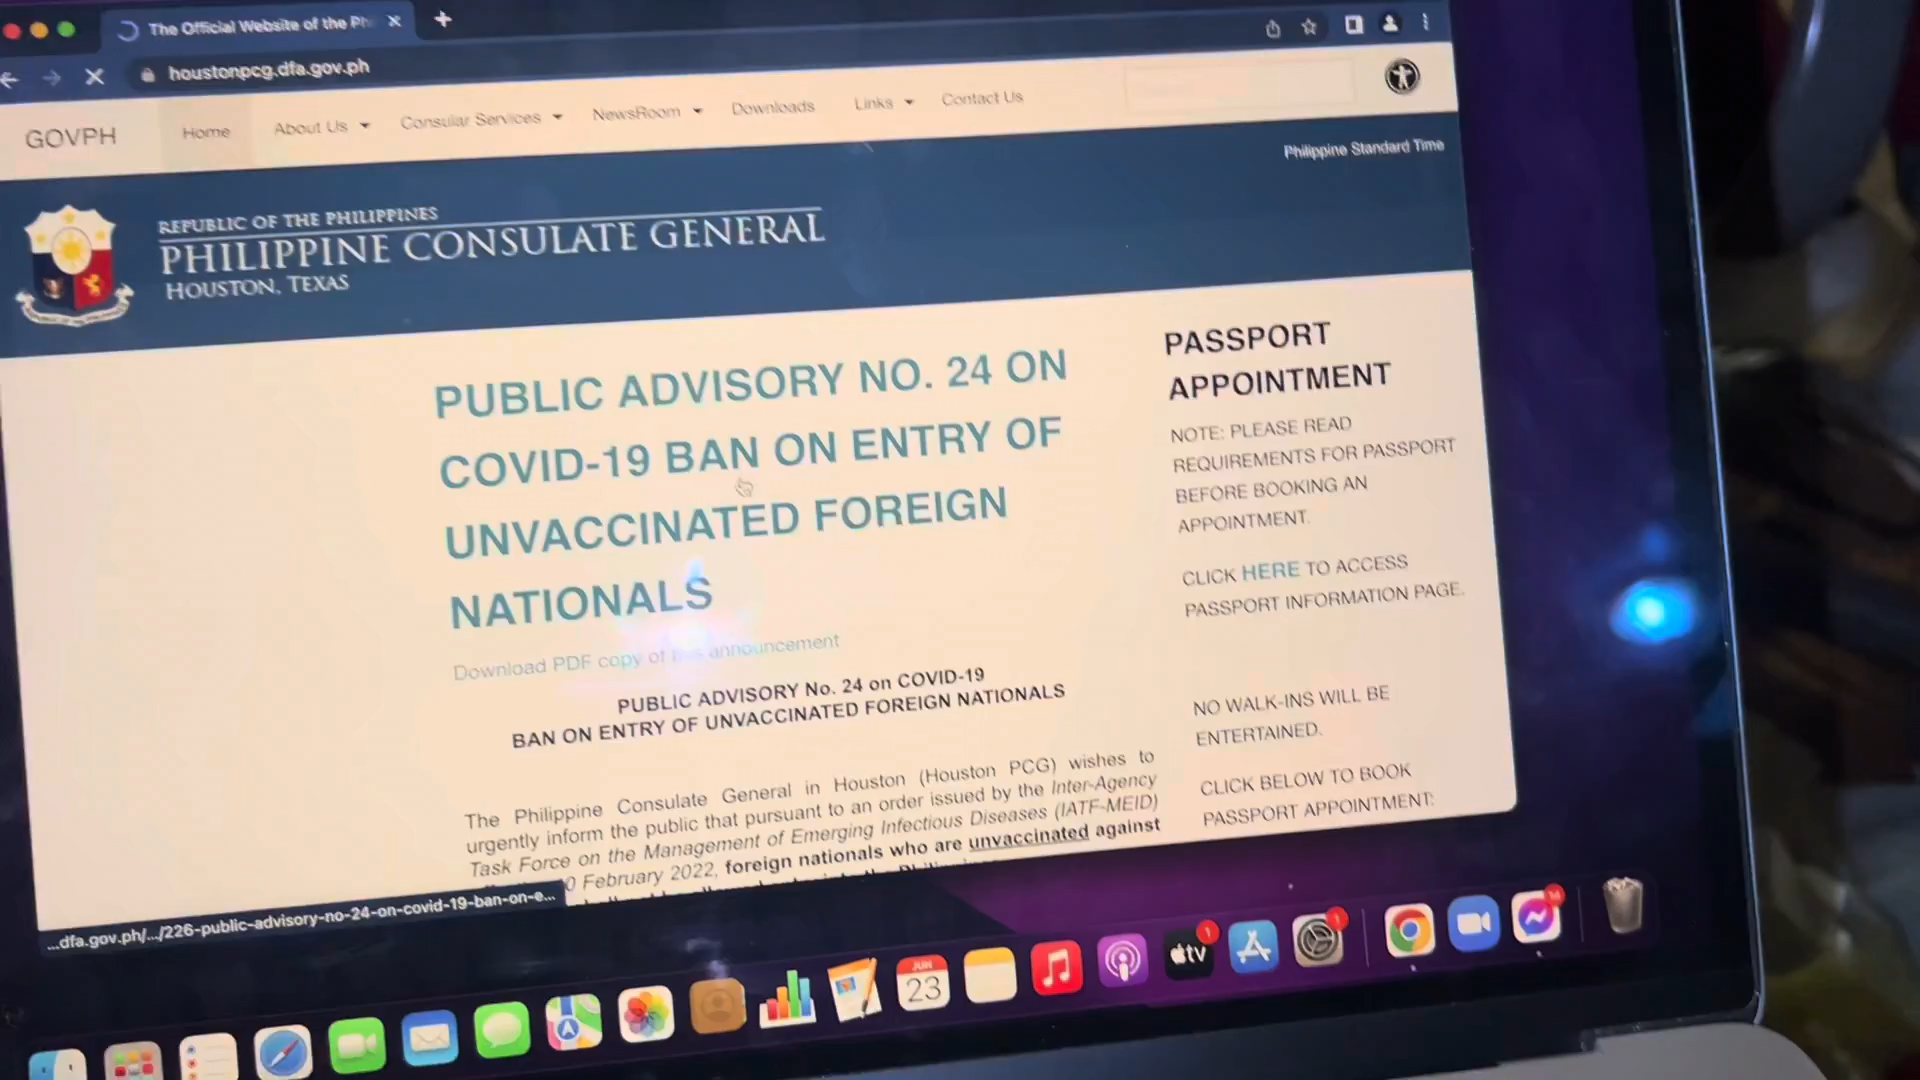 The Official Website of the Ph
houstonpcg.dfa.gov.ph
GOVPH
Home
About Us
Consular Services
NewsRoom
Downloads
Links
Contact Us
Philippine Standard Time
REPUBLIC OF THE PHILIPPINES
PHILIPPINE CONSULATE GENERAL
HOUSTON, TEXAS
PUBLIC ADVISORY NO. 24 ON
COVID-19 BAN ON ENTRY OF
UNVACCINATED FOREIGN
NATIONALS
Download PDF copy of this announcement
PUBLIC ADVISORY No. 24 on COVID-19
BAN ON ENTRY OF UNVACCINATED FOREIGN NATIONALS
The Philippine Consulate General in Houston (Houston PCG) wishes to
urgently inform the public that pursuant to an order issued by the Inter-Agency
Task Force on the Management of Emerging Infectious Diseases (IATF-MEID)
0 February 2022, foreign nationals who are unvaccinated against
PASSPORT
APPOINTMENT
NOTE: PLEASE READ
REQUIREMENTS FOR PASSPORT
BEFORE BOOKING AN
APPOINTMENT.
CLICK HERE TO ACCESS
PASSPORT INFORMATION PAGE.
NO WALK-INS WILL BE
ENTERTAINED.
CLICK BELOW TO BOOK
PASSPORT APPOINTMENT:
...dfa.gov.ph/.../226-public-advisory-no-24-on-covid-19-ban-on-e...
JUN
23
tv
1
1